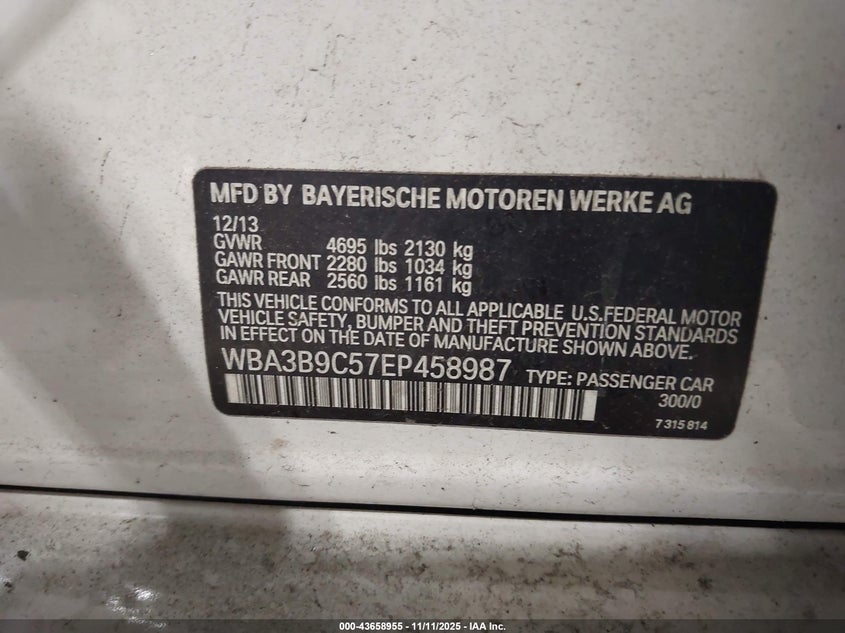 MFD BY BAYERISCHE MOTOREN WERKE AG
12/13
GVWR 4695 lbs 2130 kg
GAWR FRONT 2280 lbs 1034 kg
GAWR REAR 2560 lbs 1161 kg
THIS VEHICLE CONFORMS TO ALL APPLICABLE U.S.FEDERAL MOTOR
VEHICLE SAFETY, BUMPER AND THEFT PREVENTION STANDARDS
IN EFFECT ON THE DATE OF MANUFACTURE SHOWN ABOVE.
WBA3B9C57EP458987 TYPE: PASSENGER CAR
300/0
7 315 814
000-43658955 - 11/11/2025 - IAA Inc.